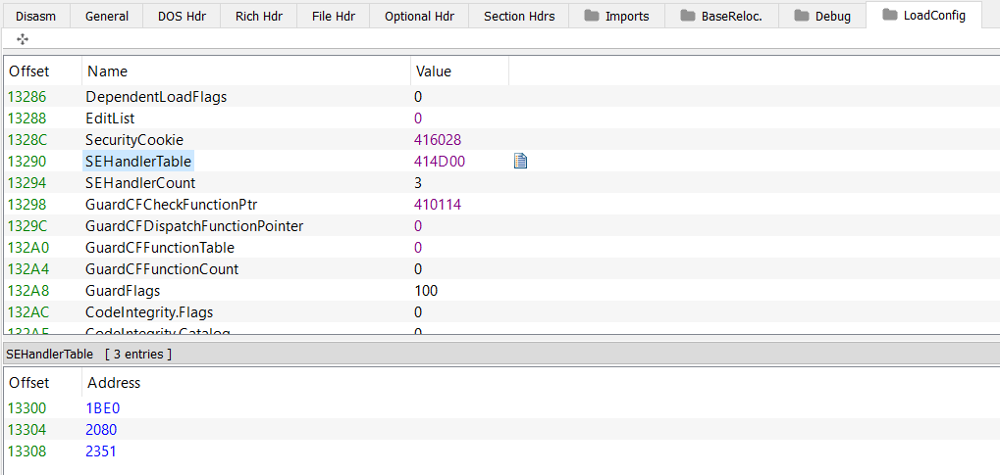 Disasm General DOS Hdr Rich Hdr File Hdr Optional Hdr Section Hdrs Imports BaseReloc. Debug LoadConfig
Offset Name Value
13286 DependentLoadFlags 0
13288 EditList 0
1328C SecurityCookie 416028
13290 SEHandlerTable 414D00
13294 SEHandlerCount 3
13298 GuardCFCheckFunctionPtr 410114
1329C GuardCFDispatchFunctionPointer 0
132A0 GuardCFFunctionTable 0
132A4 GuardCFFunctionCount 0
132A8 GuardFlags 100
132AC CodeIntegrity.Flags 0
132AE CodeIntegrity.Catalog 0
SEHandlerTable [ 3 entries ]
Offset Address
13300 1BE0
13304 2080
13308 2351